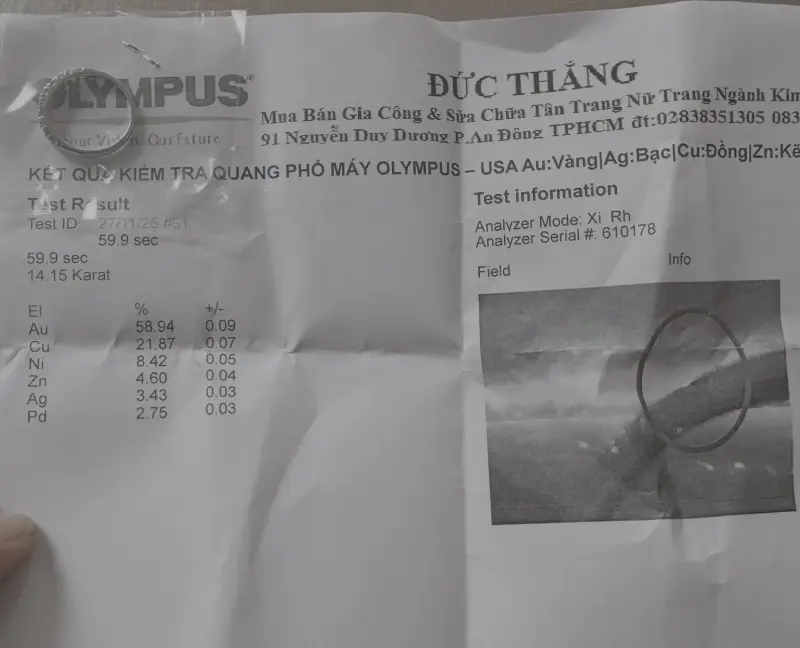 OLYMPUS®
Your Vision, Our Future
ĐỨC THẮNG
Mua Bán Gia Công & Sửa Chữa Tân Trang Nữ Trang Ngành Kim
91 Nguyễn Duy Dương P.An Đông TPHCM đt:02838351305 083
KẾT QUẢ KIỂM TRA QUANG PHỔ MÁY OLYMPUS – USA Au:Vàng|Ag:Bạc|Cu:Đồng|Zn:Kẽ
Test Result
Test ID: 27/11/25 #51
59.9 sec
59.9 sec
14.15 Karat
El % +/-
Au 58.94 0.09
Cu 21.87 0.07
Ni 8.42 0.05
Zn 4.60 0.04
Ag 3.43 0.03
Pd 2.75 0.03
Test information
Analyzer Mode: Xi Rh
Analyzer Serial #: 610178
Field Info